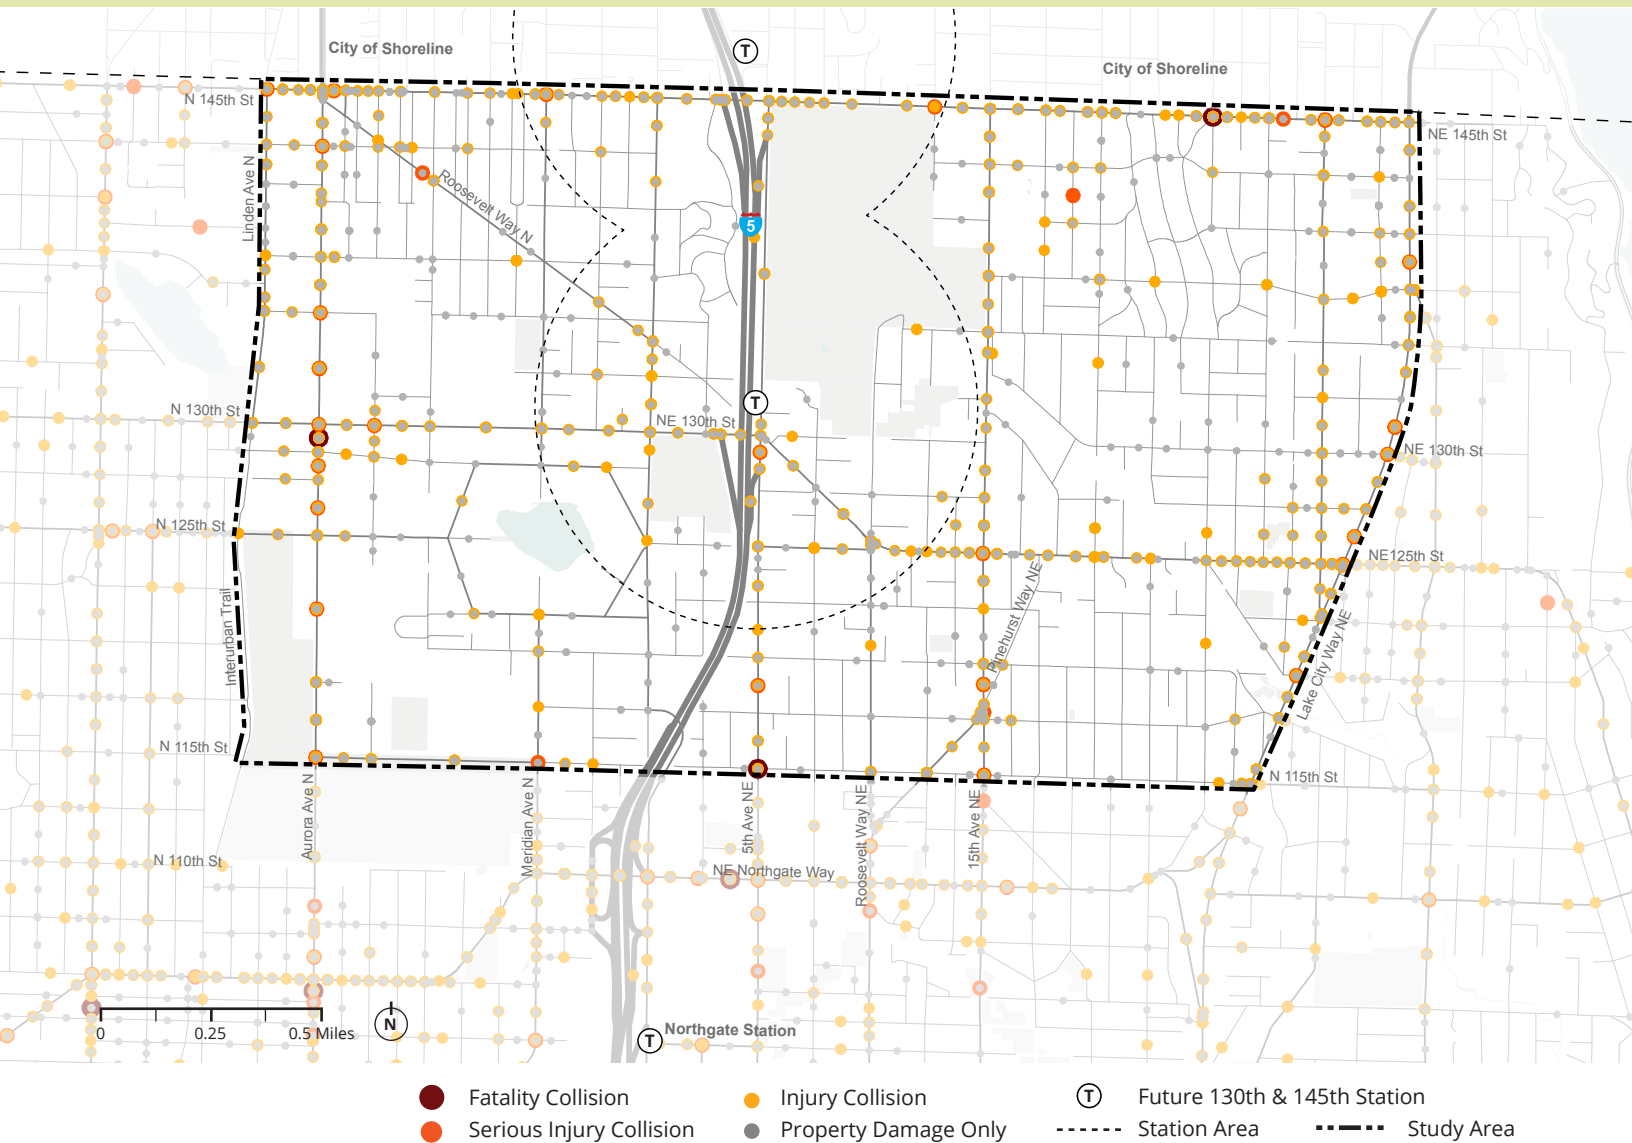 City of Shoreline
T
City of Shoreline
N 145th St
NE 145th St
Linden Ave N
Roosevelt Way N
5
T
N 130th St
NE 130th St
NE 130th St
N 125th St
NE125th St
Interurban Trail
Pinehurst Way NE
Lake City Way NE
N 115th St
N 115th St
Aurora Ave N
Meridian Ave N
5th Ave NE
Roosevelt Way NE
15th Ave NE
N 110th St
NE Northgate Way
N
T
Northgate Station
0
0.25
0.5 Miles
Fatality Collision
Serious Injury Collision
Injury Collision
Property Damage Only
T
Future 130th & 145th Station
Station Area
Study Area